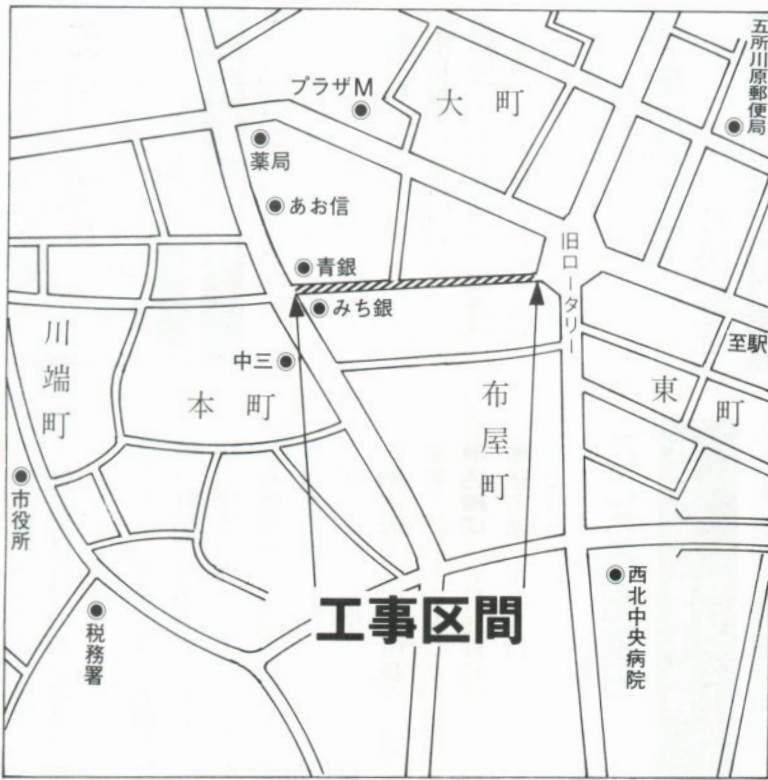 五所川原郵便局
プラザM
大町
薬局
あお信
旧ロータリー
青銀
みち銀
至駅
川端町
中三
本町
布屋町
東町
市役所
西北中央病院
工事区間
税務署